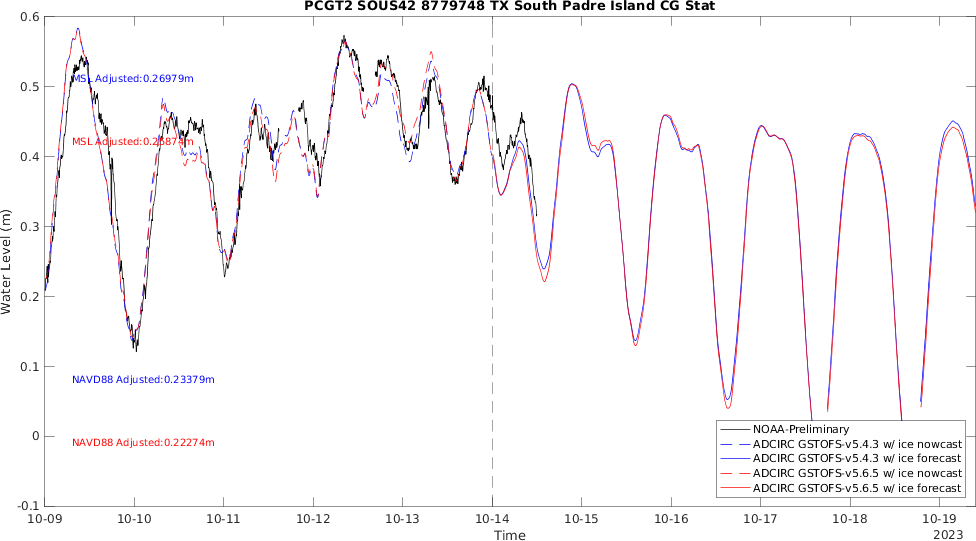 PCGT2 SOUS42 8779748 TX South Padre Island CG Stat
0.6
0.5
0.4
0.3
0.2
0.1
0
-0.1
Water Level (m)
MSL Adjusted:0.26979m
MSL Adjusted:0.25874m
NAVD88 Adjusted:0.23379m
NAVD88 Adjusted:0.22274m
NOAA-Preliminary
ADCIRC GSTOFS-v5.4.3 w/ ice nowcast
ADCIRC GSTOFS-v5.4.3 w/ ice forecast
ADCIRC GSTOFS-v5.6.5 w/ ice nowcast
ADCIRC GSTOFS-v5.6.5 w/ ice forecast
10-09 10-10 10-11 10-12 10-13 10-14 10-15 10-16 10-17 10-18 10-19
Time
2023